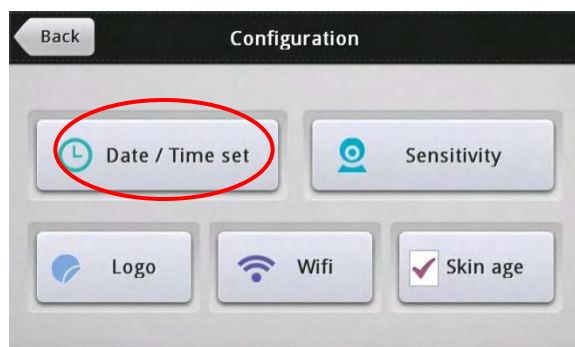 Back
Configuration
Date / Time set
Sensitivity
Logo
Wifi
Skin age